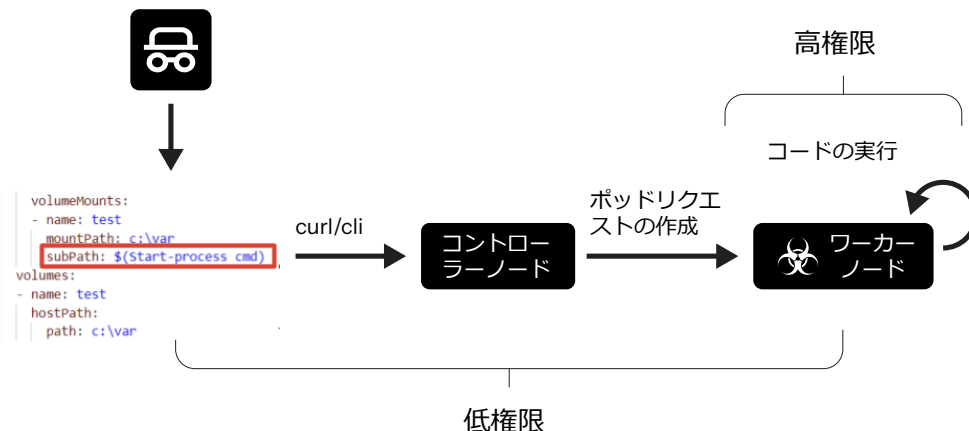 高権限
コードの実行
volumeMounts:
- name: test
mountPath: c:\var
subPath: $(Start-process cmd)
volumes:
- name: test
hostPath:
path: c:\var
curl/cli
コントロー
ラーノード
ポッドリクエ
ストの作成
ワーカー
ノード
低権限